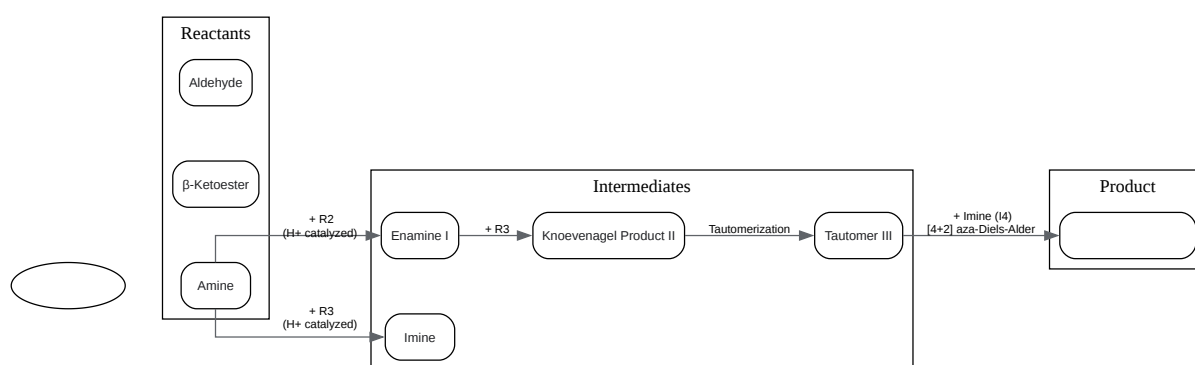 Reactants
Aldehyde
β-Ketoester
Amine
+ R2
(H+ catalyzed)
+ R3
(H+ catalyzed)
Intermediates
Enamine I
+ R3
Knoevenagel Product II
Tautomerization
Tautomer III
Imine
+ Imine (I4)
[4+2] aza-Diels-Alder
Product